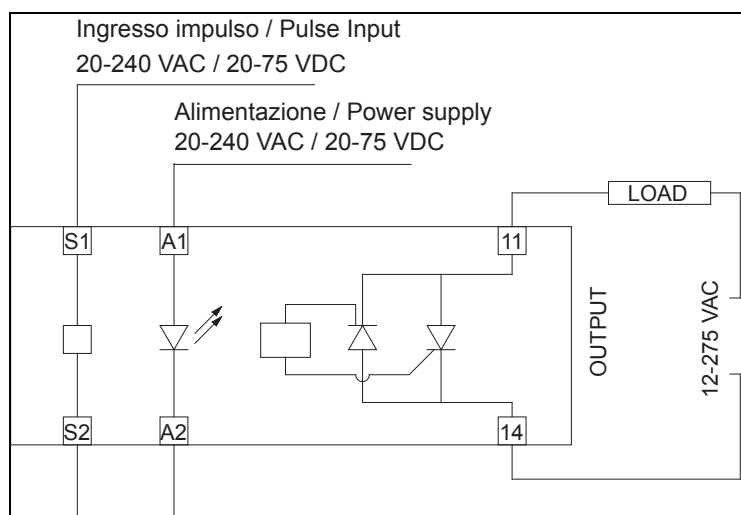 Ingresso impulso / Pulse Input
20-240 VAC / 20-75 VDC
Alimentazione / Power supply
20-240 VAC / 20-75 VDC
LOAD
S1
A1
11
OUTPUT
12-275 VAC
S2
A2
14